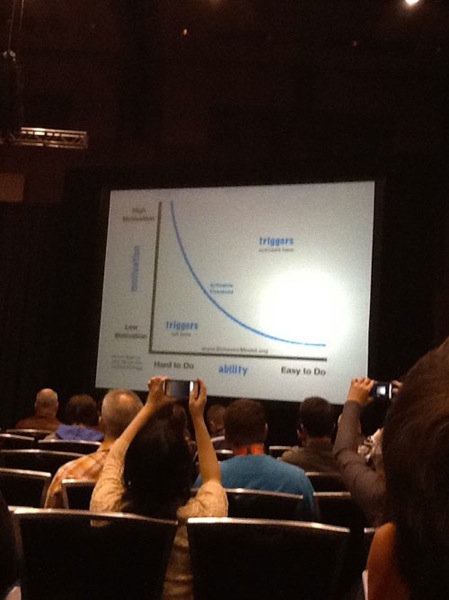 High
Motivation
motivation
triggers
succeed here
activation
threshold
triggers
fail here
Low
Motivation
www.BehaviorModel.org
Hard to Do
ability
Easy to Do